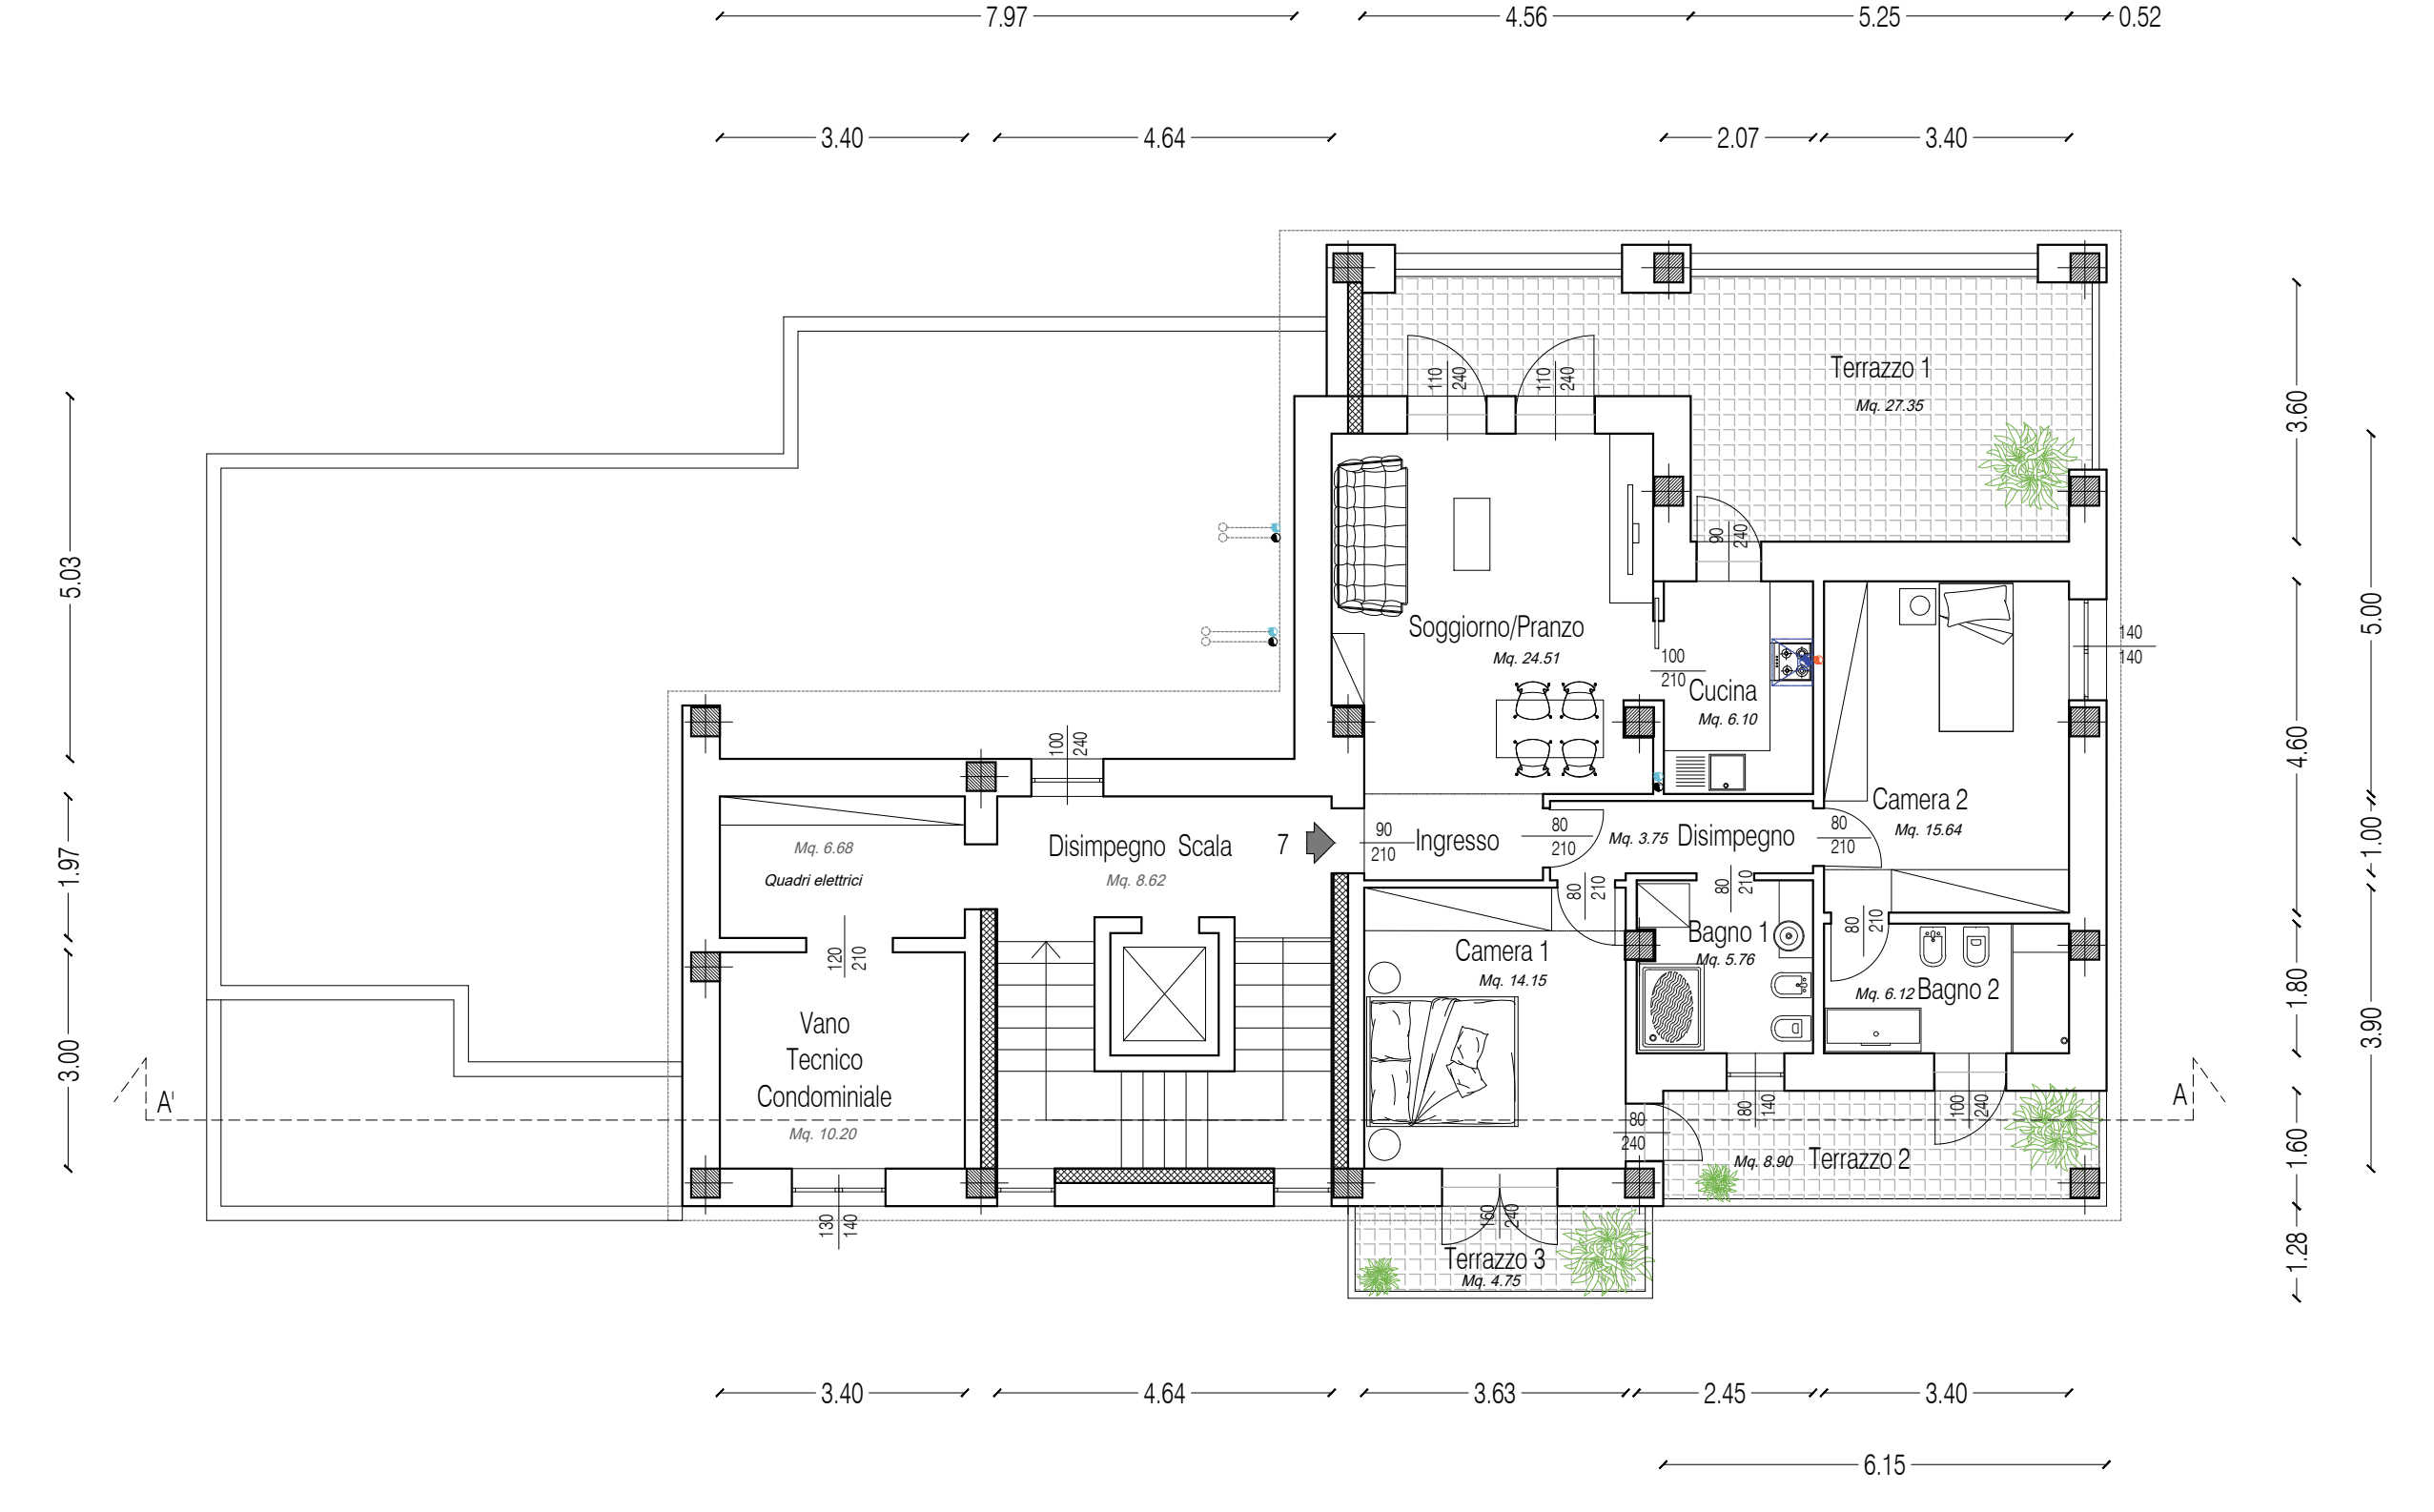 7.97
4.56
5.25
0.52
3.40
4.64
2.07
3.40
Terrazzo 1
Mq. 27.35
110
240
110
240
3.60
5.03
90
240
5.00
Soggiorno/Pranzo
Mq. 24.51
100
210
Cucina
Mq. 6.10
140
140
100
240
4.60
Camera 2
Mq. 15.64
Mq. 6.68
Quadri elettrici
Disimpegno Scala
Mq. 8.62
7
90
210
Ingresso
80
210
Mq. 3.75 Disimpegno
80
210
1.97
1.00
80
210
80
210
80
210
120
210
Camera 1
Mq. 14.15
Bagno 1
Mq. 5.76
Mq. 6.12 Bagno 2
1.80
3.90
3.00
Vano
Tecnico
Condominiale
Mq. 10.20
A'
A
80
240
80
140
100
240
Mq. 8.90 Terrazzo 2
1.60
130
140
160
240
Terrazzo 3
Mq. 4.75
1.28
3.40
4.64
3.63
2.45
3.40
6.15